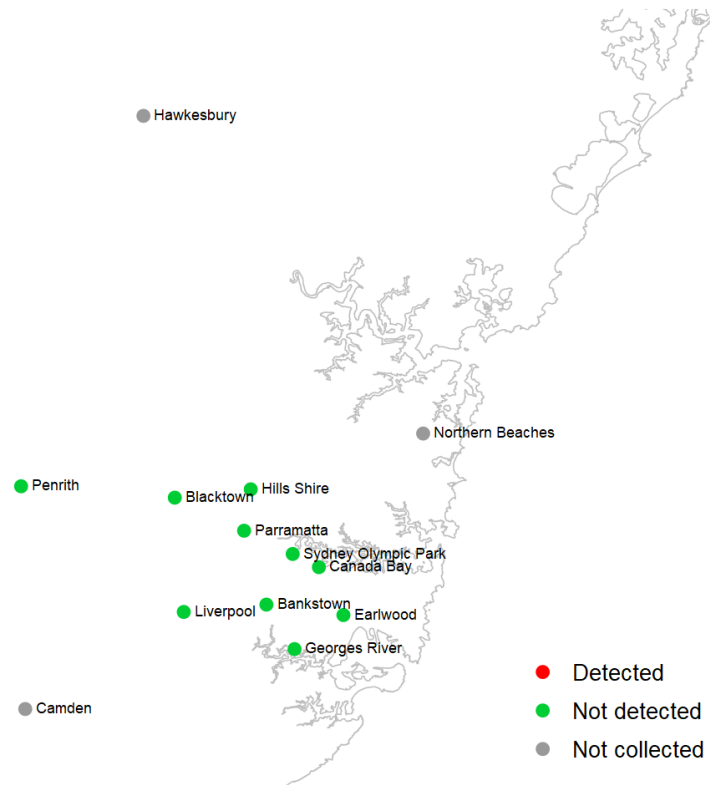 Hawkesbury
Northern Beaches
Penrith
Hills Shire
Blacktown
Parramatta
Sydney Olympic Park
Canada Bay
Bankstown
Liverpool
Earlwood
Georges River
Camden
Detected
Not detected
Not collected